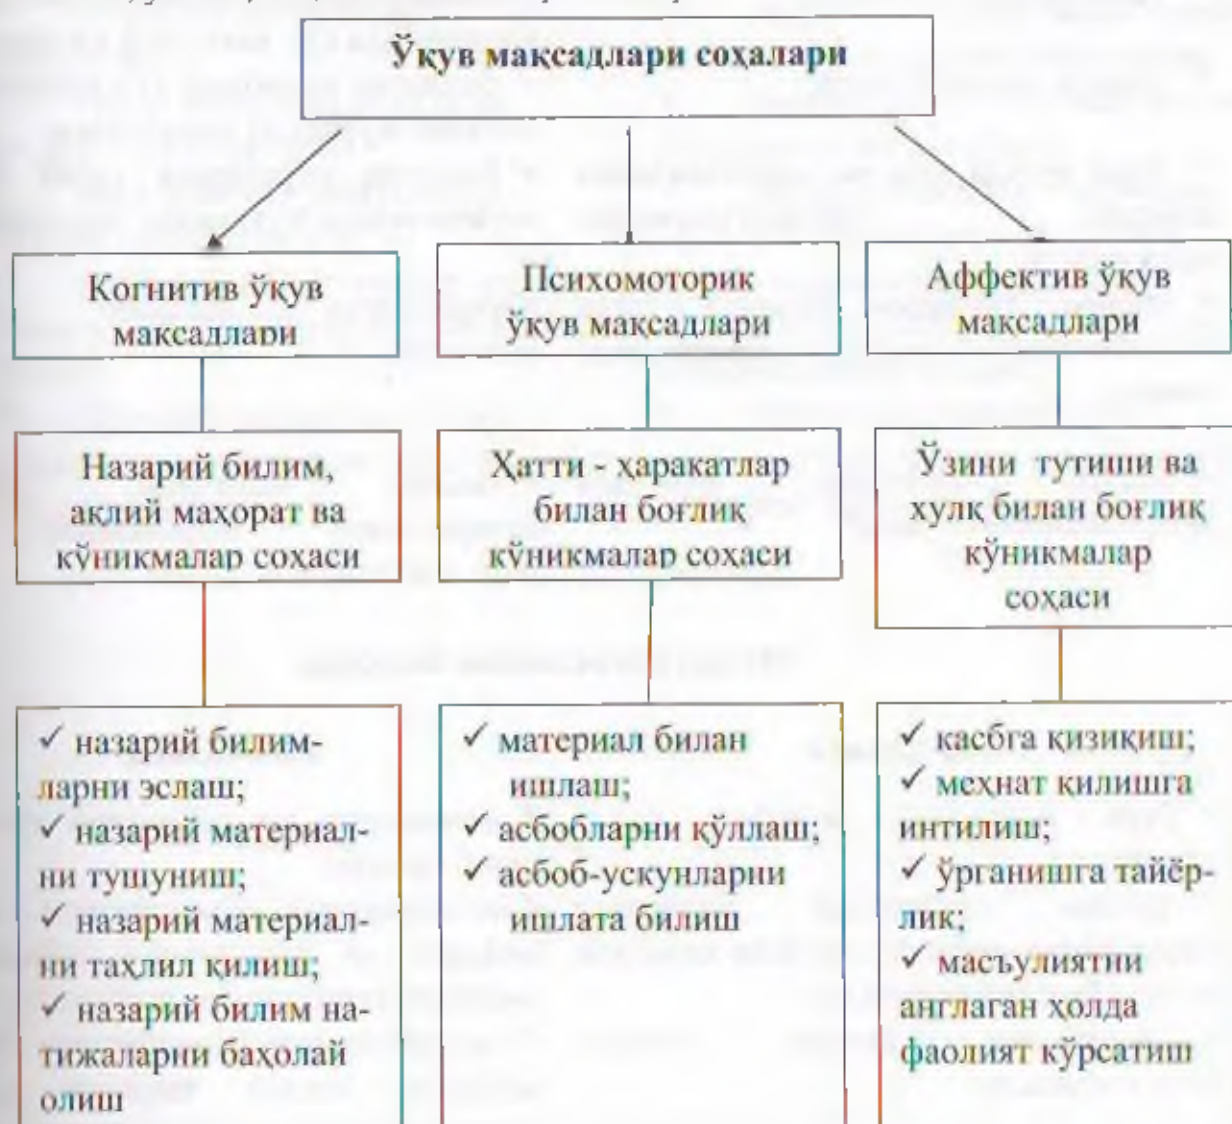 Ўқув мақсадлари соҳалари
Когнитив ўқув
мақсадлари
Психомоторик
ўқув мақсадлари
Аффектив ўқув
мақсадлари
Назарий билим,
ақлий маҳорат ва
кўникмалар соҳаси
Ҳатти - ҳаракатлар
билан боғлиқ
кўникмалар соҳаси
Ўзини тутиши ва
хулқ билан боғлиқ
кўникмалар
соҳаси
✓ назарий билим-
ларни эслаш;
✓ назарий материал-
ни тушуниш;
✓ назарий материал-
ни таҳлил қилиш;
✓ назарий билим на-
тижаларни баҳолай
олиш
✓ материал билан
ишлаш;
✓ асбобларни қўллаш;
✓ асбоб-ускунларни
ишлата билиш
✓ касбга қизиқиш;
✓ меҳнат қилишга
интилиш;
✓ ўрганишга тайёр-
лик;
✓ масъулиятни
англаган ҳолда
фаолият кўрсатиш